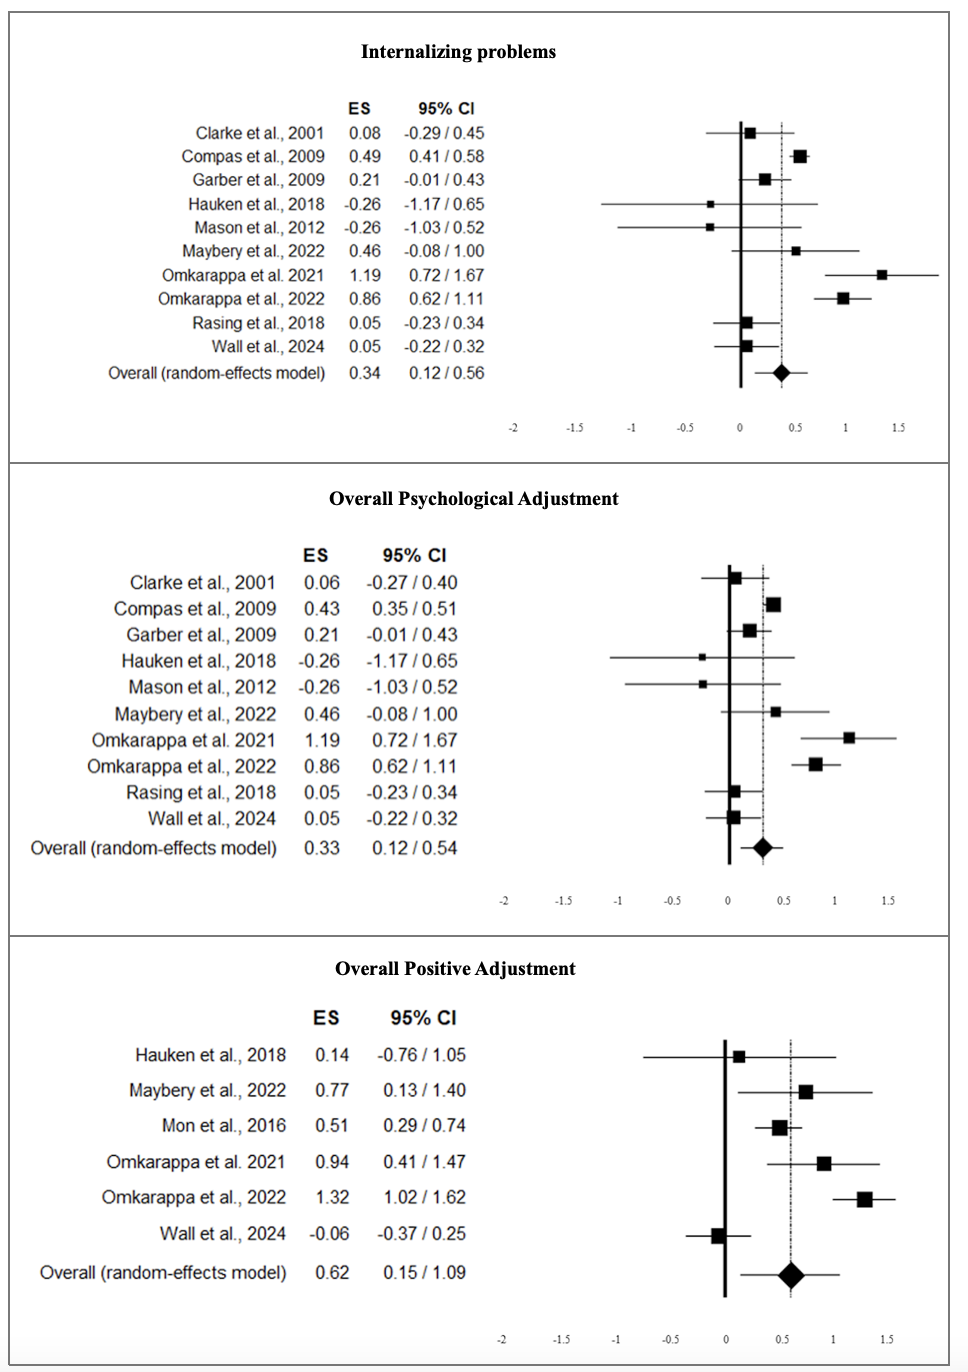 Internalizing problems
ES 95% CI
Clarke et al., 2001 0.08 -0.29 / 0.45
Compas et al., 2009 0.49 0.41 / 0.58
Garber et al., 2009 0.21 -0.01 / 0.43
Hauken et al., 2018 -0.26 -1.17 / 0.65
Mason et al., 2012 -0.26 -1.03 / 0.52
Maybery et al., 2022 0.46 -0.08 / 1.00
Omkarappa et al. 2021 1.19 0.72 / 1.67
Omkarappa et al., 2022 0.86 0.62 / 1.11
Rasing et al., 2018 0.05 -0.23 / 0.34
Wall et al., 2024 0.05 -0.22 / 0.32
Overall (random-effects model) 0.34 0.12 / 0.56
-2 -1.5 -1 -0.5 0 0.5 1 1.5
Overall Psychological Adjustment
ES 95% CI
Clarke et al., 2001 0.06 -0.27 / 0.40
Compas et al., 2009 0.43 0.35 / 0.51
Garber et al., 2009 0.21 -0.01 / 0.43
Hauken et al., 2018 -0.26 -1.17 / 0.65
Mason et al., 2012 -0.26 -1.03 / 0.52
Maybery et al., 2022 0.46 -0.08 / 1.00
Omkarappa et al. 2021 1.19 0.72 / 1.67
Omkarappa et al., 2022 0.86 0.62 / 1.11
Rasing et al., 2018 0.05 -0.23 / 0.34
Wall et al., 2024 0.05 -0.22 / 0.32
Overall (random-effects model) 0.33 0.12 / 0.54
-2 -1.5 -1 -0.5 0 0.5 1 1.5
Overall Positive Adjustment
ES 95% CI
Hauken et al., 2018 0.14 -0.76 / 1.05
Maybery et al., 2022 0.77 0.13 / 1.40
Mon et al., 2016 0.51 0.29 / 0.74
Omkarappa et al. 2021 0.94 0.41 / 1.47
Omkarappa et al., 2022 1.32 1.02 / 1.62
Wall et al., 2024 -0.06 -0.37 / 0.25
Overall (random-effects model) 0.62 0.15 / 1.09
-2 -1.5 -1 -0.5 0 0.5 1 1.5